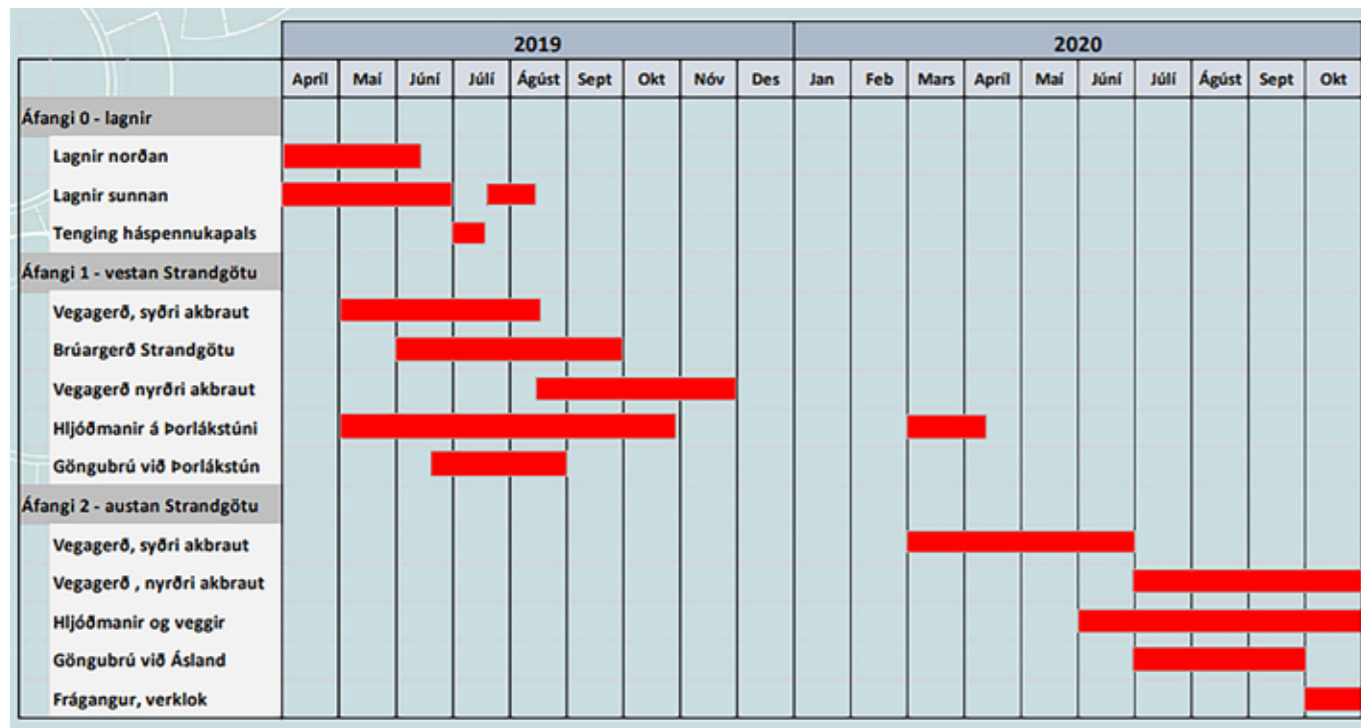 2019 2020
Apríl Maí Júní Júlí Ágúst Sept Okt Nóv Des Jan Feb Mars Apríl Maí Júní Júlí Ágúst Sept Okt
Áfangi 0 - lagnir
Lagnir norðan
Lagnir sunnan
Tenging háspennukapals
Áfangi 1 - vestan Strandgötu
Vegagerð, syðri akbraut
Brúargerð Strandgötu
Vegagerð nyrðri akbraut
Hljóðmanir á Þorlákstúni
Göngubrú við Þorlákstún
Áfangi 2 - austan Strandgötu
Vegagerð, syðri akbraut
Vegagerð , nyrðri akbraut
Hljóðmanir og veggir
Göngubrú við Ásland
Frágangur, verklok